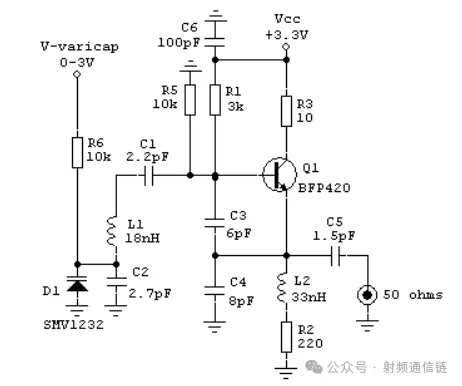 C6
100pF
Vcc
+3.3V
V-varicap
0-3V
R5
10k
R1
3k
R3
10
R6
10k
C1
2.2pF
Q1
BFP420
L1
18nH
C3
6pF
C5
1.5pF
C2
2.7pF
D1
SMV1232
C4
8pF
L2
33nH
50 ohms
R2
220
公众号 · 射频通信链